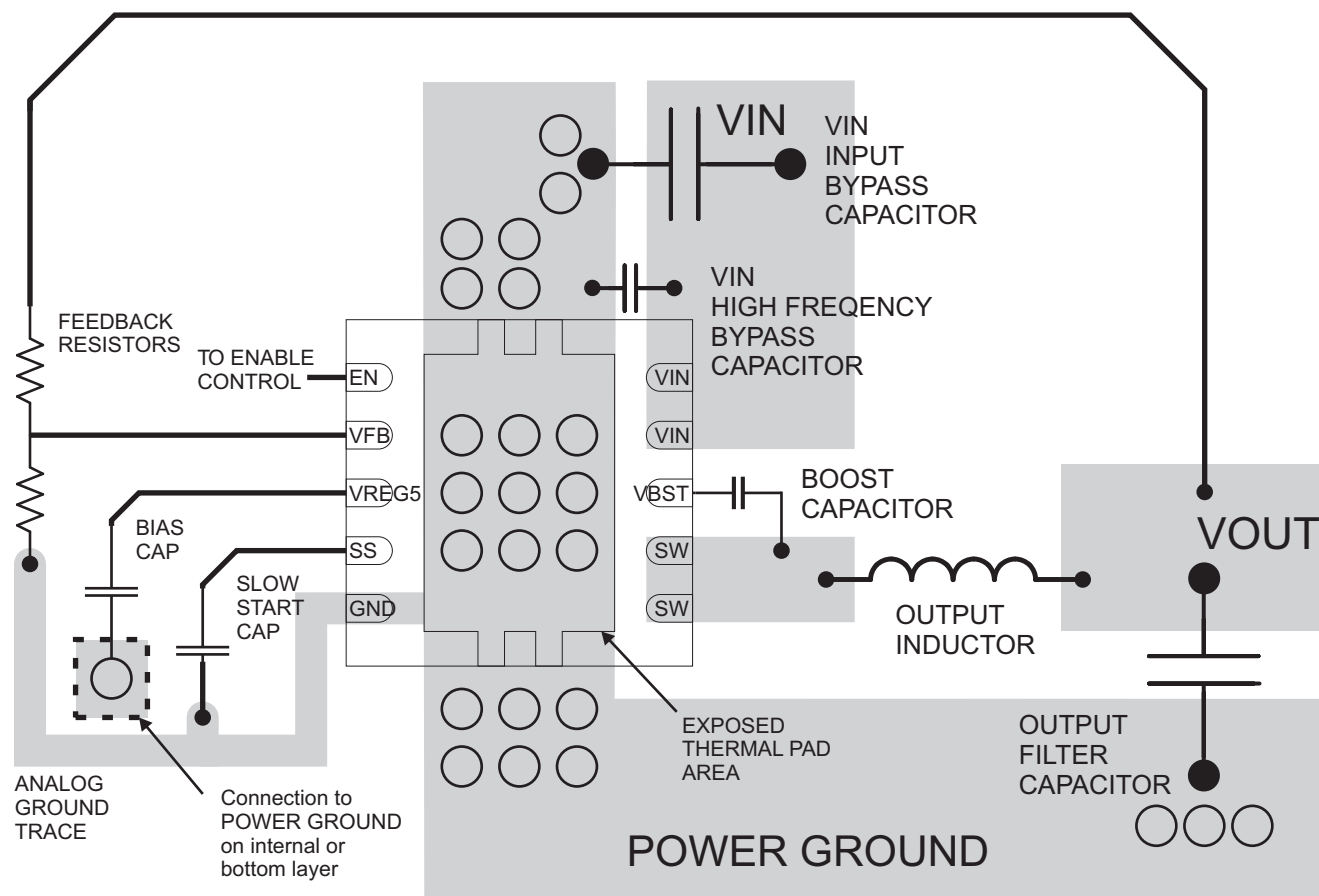 VIN
VIN
INPUT
BYPASS
CAPACITOR
VIN
HIGH FREQENCY
BYPASS
CAPACITOR
FEEDBACK
RESISTORS
TO ENABLE
CONTROL
EN
VFB
VREG5
SS
GND
VIN
VIN
VBST
SW
SW
BIAS
CAP
SLOW
START
CAP
BOOST
CAPACITOR
VOUT
OUTPUT
INDUCTOR
EXPOSED
THERMAL PAD
AREA
OUTPUT
FILTER
CAPACITOR
ANALOG
GROUND
TRACE
Connection to
POWER GROUND
on internal or
bottom layer
POWER GROUND